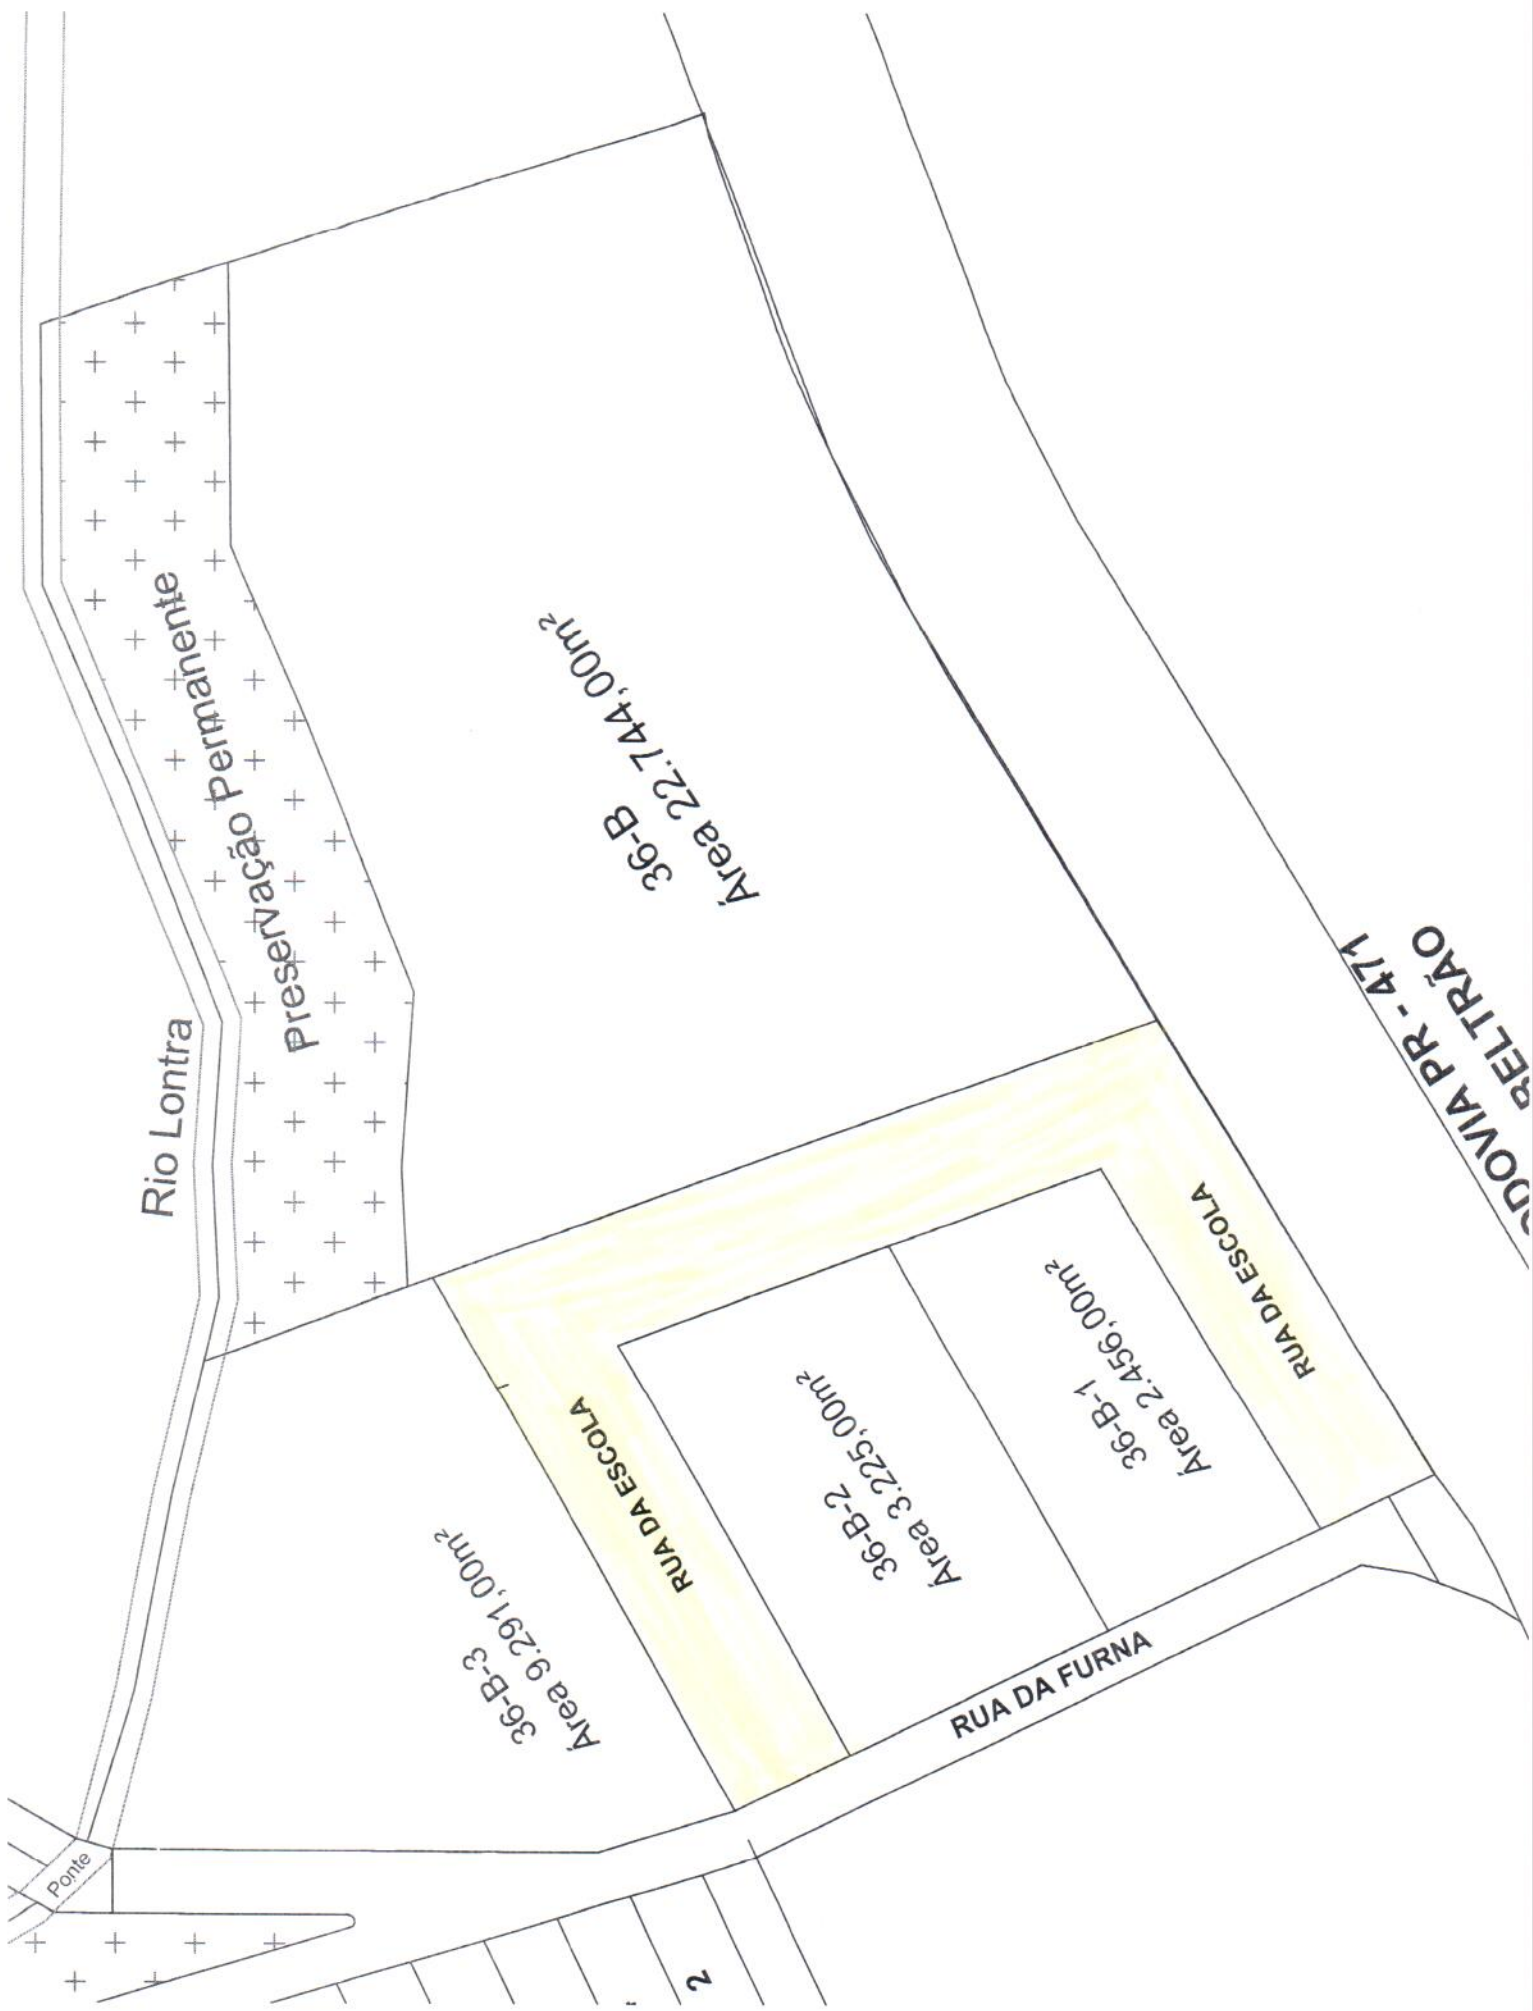 Rio Lontra
Preservação Permanente
36-B
Área 22.744,00m²
RUA DA ESCOLA
36-B-3
Área 9.291,00m²
36-B-2
Área 3.225,00m²
36-B-1
Área 2.456,00m²
RUA DA ESCOLA
RUA DA FURNA
Ponte
2
PR - 471